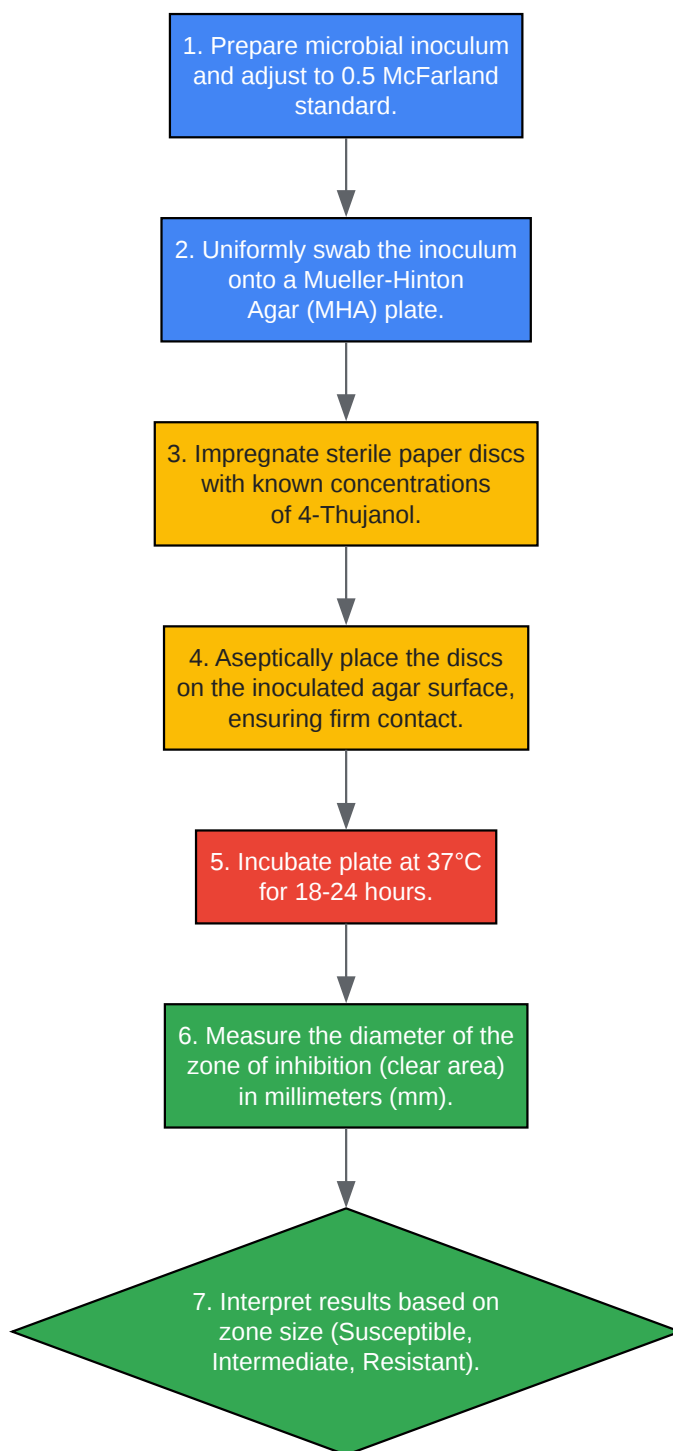 1. Prepare microbial inoculum
and adjust to 0.5 McFarland
standard.
2. Uniformly swab the inoculum
onto a Mueller-Hinton
Agar (MHA) plate.
3. Impregnate sterile paper discs
with known concentrations
of 4-Thujanol.
4. Aseptically place the discs
on the inoculated agar surface,
ensuring firm contact.
5. Incubate plate at 37°C
for 18-24 hours.
6. Measure the diameter of the
zone of inhibition (clear area)
in millimeters (mm).
7. Interpret results based on
zone size (Susceptible,
Intermediate, Resistant).